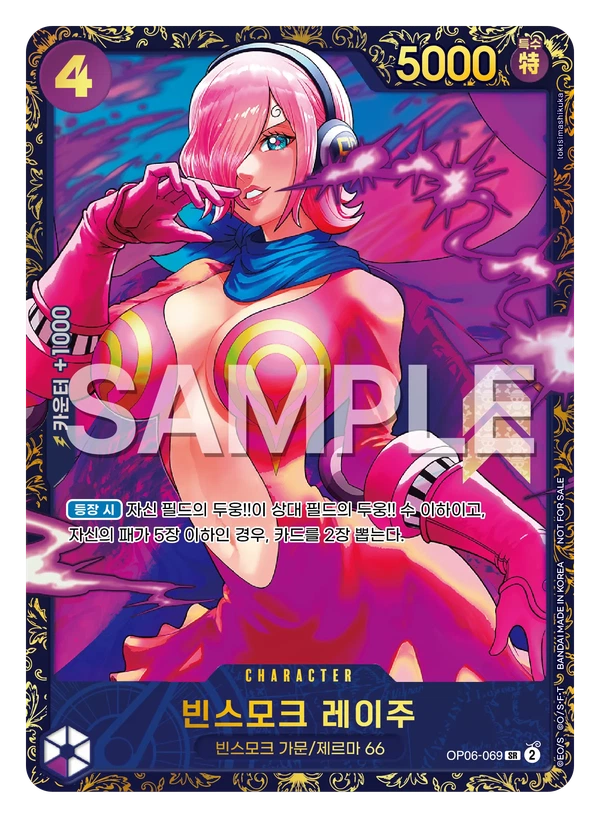 4
5000
특수
特
tokisimashikuka
카운터 +1000
SAMPLE
등장 시 자신 필드의 두웅!!이 상대 필드의 두웅!! 수 이하이고,
자신의 패가 5장 이하인 경우, 카드를 2장 뽑는다.
CHARACTER
빈스모크 레이주
빈스모크 가문/제르마 66
OP06-069 SR 2
©E.O/S. ©O/S·F·T BANDAI MADE IN KOREA NOT FOR SALE